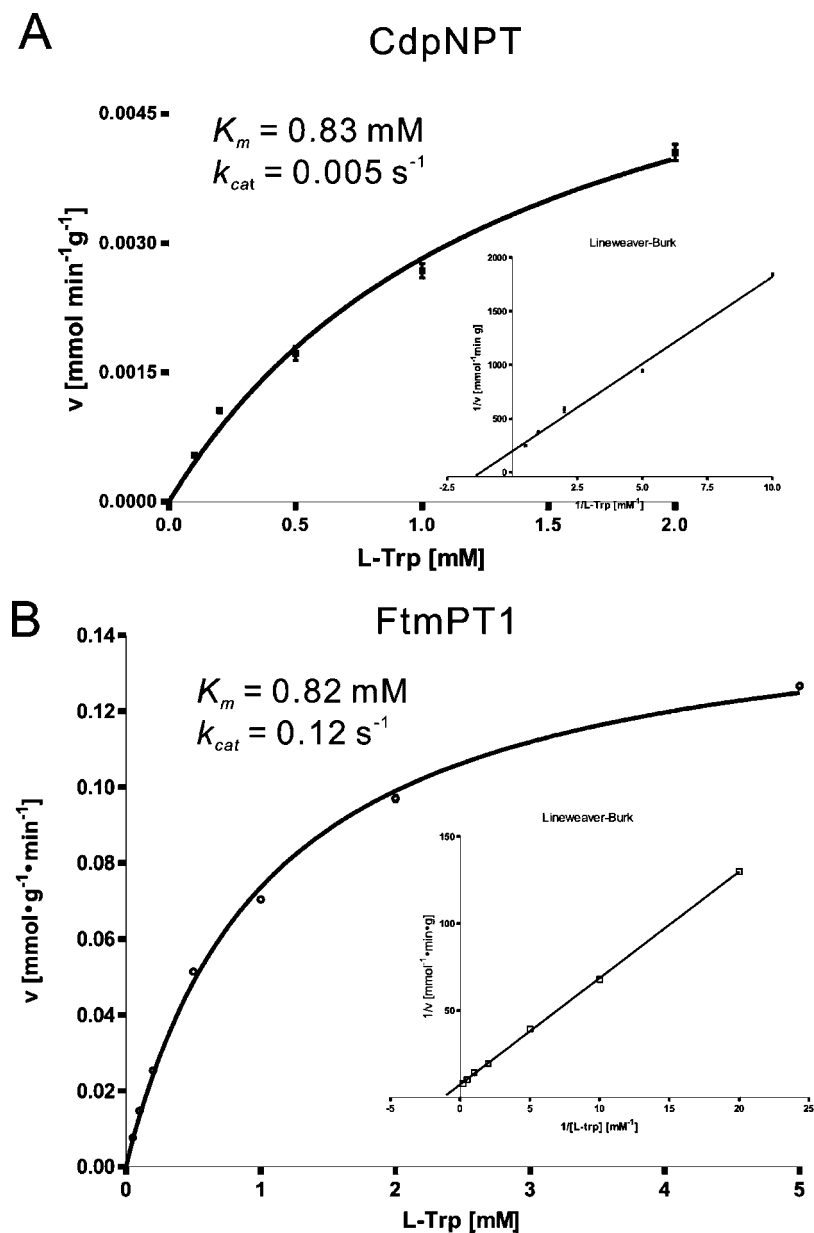 A
CdpNPT
K_m = 0.83 mM
k_cat = 0.005 s⁻¹
v [mmol min⁻¹g⁻¹]
0.0045
0.0030
0.0015
0.0000
0.0 0.5 1.0 1.5 2.0
L-Trp [mM]
Lineweaver-Burk
1/v [mmol⁻¹min g]
2000
1500
1000
500
0
-2.5 0.0 2.5 5.0 7.5 10.0
1/L-Trp [mM⁻¹]
B
FtmPT1
K_m = 0.82 mM
k_cat = 0.12 s⁻¹
v [mmol•g⁻¹•min⁻¹]
0.14
0.12
0.10
0.08
0.06
0.04
0.02
0.00
0 1 2 3 4 5
L-Trp [mM]
Lineweaver-Burk
1/v [mmol⁻¹•min•g]
150
100
50
-5 0 5 10 15 20 25
1/[L-trp] [mM⁻¹]